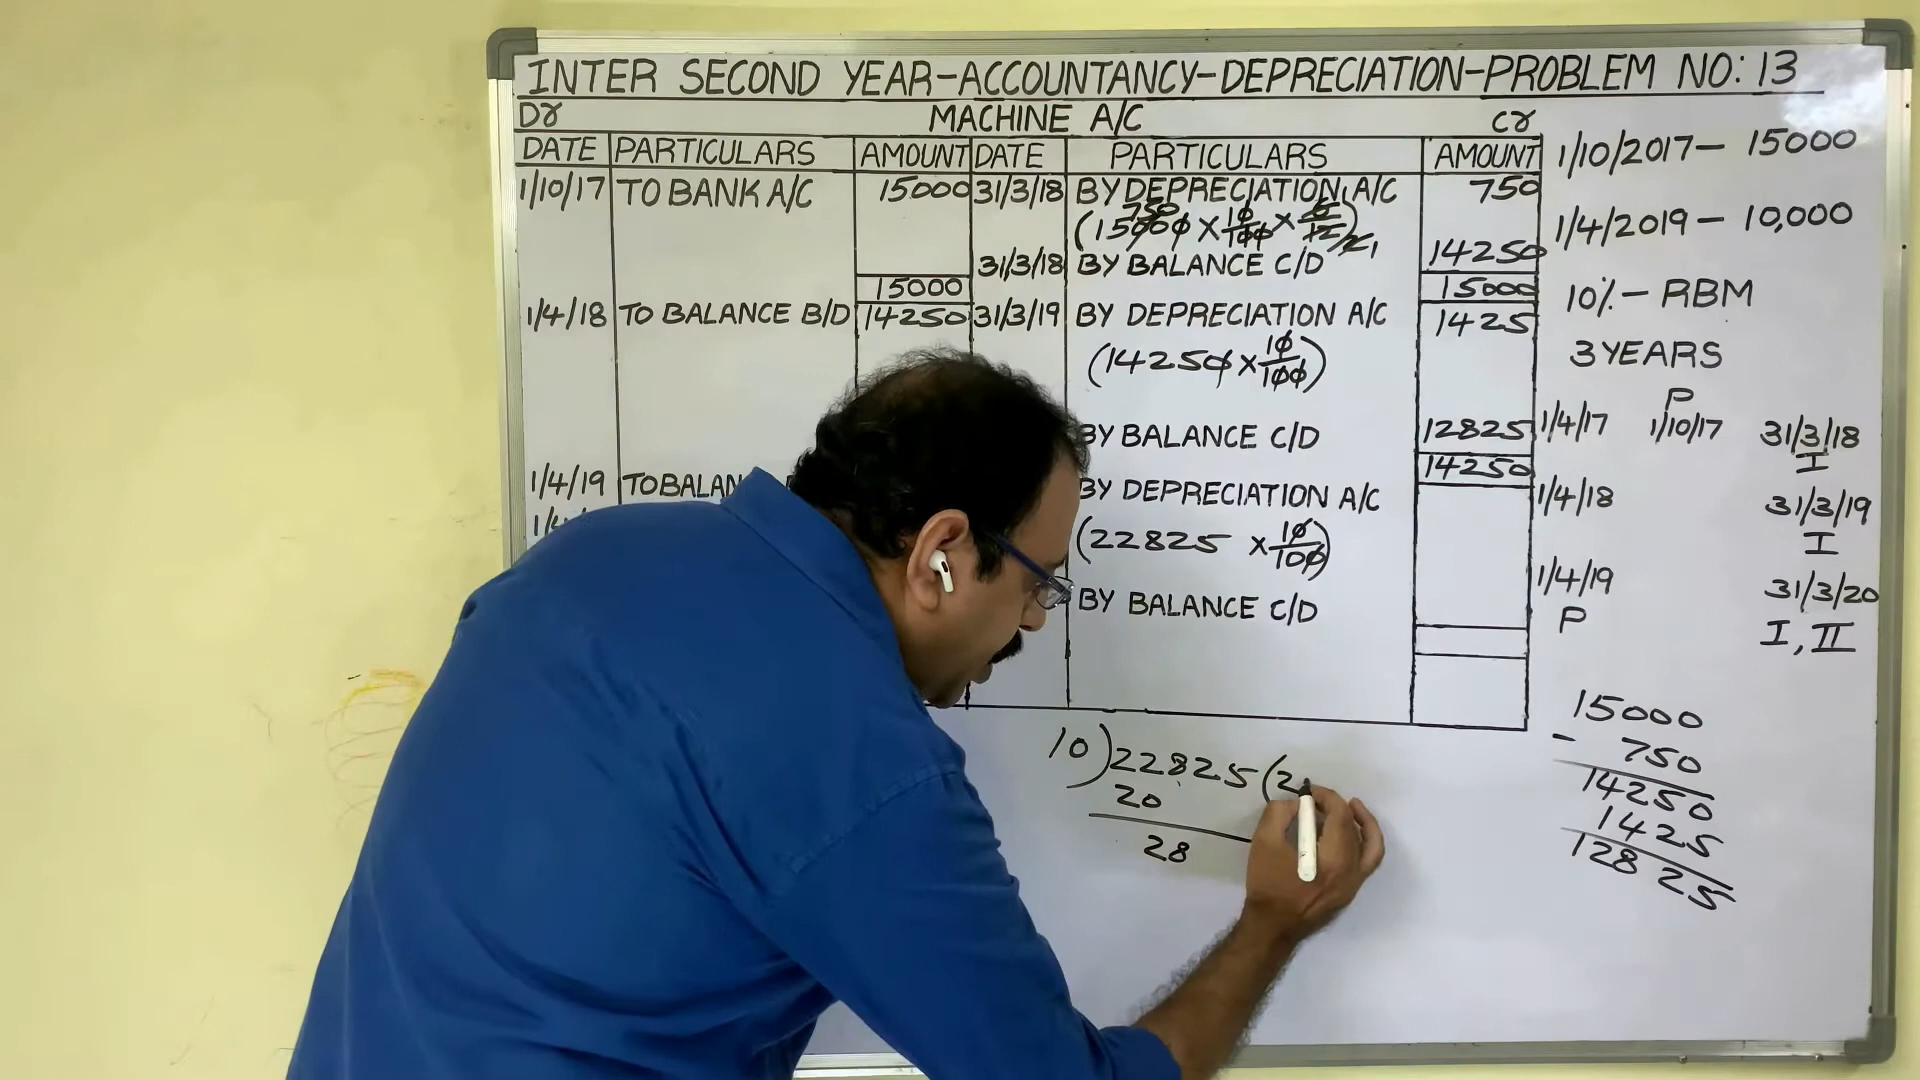 INTER SECOND YEAR-ACCOUNTANCY-DEPRECIATION-PROBLEM NO: 13
Dr MACHINE A/C Cr
DATE PARTICULARS AMOUNT DATE PARTICULARS AMOUNT
1/10/17 TO BANK A/C 15000 31/3/18 BY DEPRECIATION A/C 750
750
(15000 × 10/100 × 6/12) 2 1
31/3/18 BY BALANCE C/D 14250
15000 15000
1/4/18 TO BALANCE B/D 14250 31/3/19 BY DEPRECIATION A/C 1425
(14250 × 10/100)
BY BALANCE C/D 12825
14250
1/4/19 TO BALAN BY DEPRECIATION A/C
(22825 × 10/100)
BY BALANCE C/D
1/10/2017 - 15000
1/4/2019 - 10,000
10% - RBM
3 YEARS
P
1/4/17 1/10/17 31/3/18
I
1/4/18 31/3/19
I
1/4/19 31/3/20
P I, II
10)22825(2
20
28
15000
- 750
14250
1425
12825